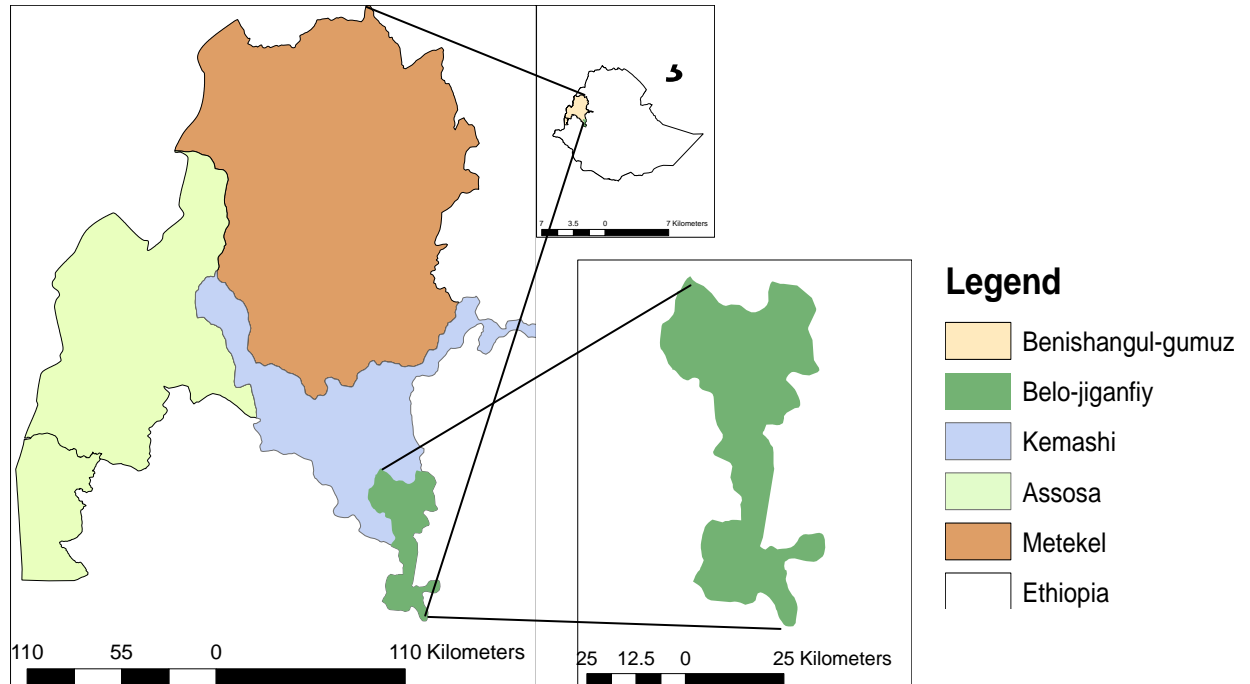 7 3.5 0 7 Kilometers
Legend
Benishangul-gumuz
Belo-jiganfiy
Kemashi
Assosa
Metekel
Ethiopia
110 55 0 110 Kilometers
25 12.5 0 25 Kilometers